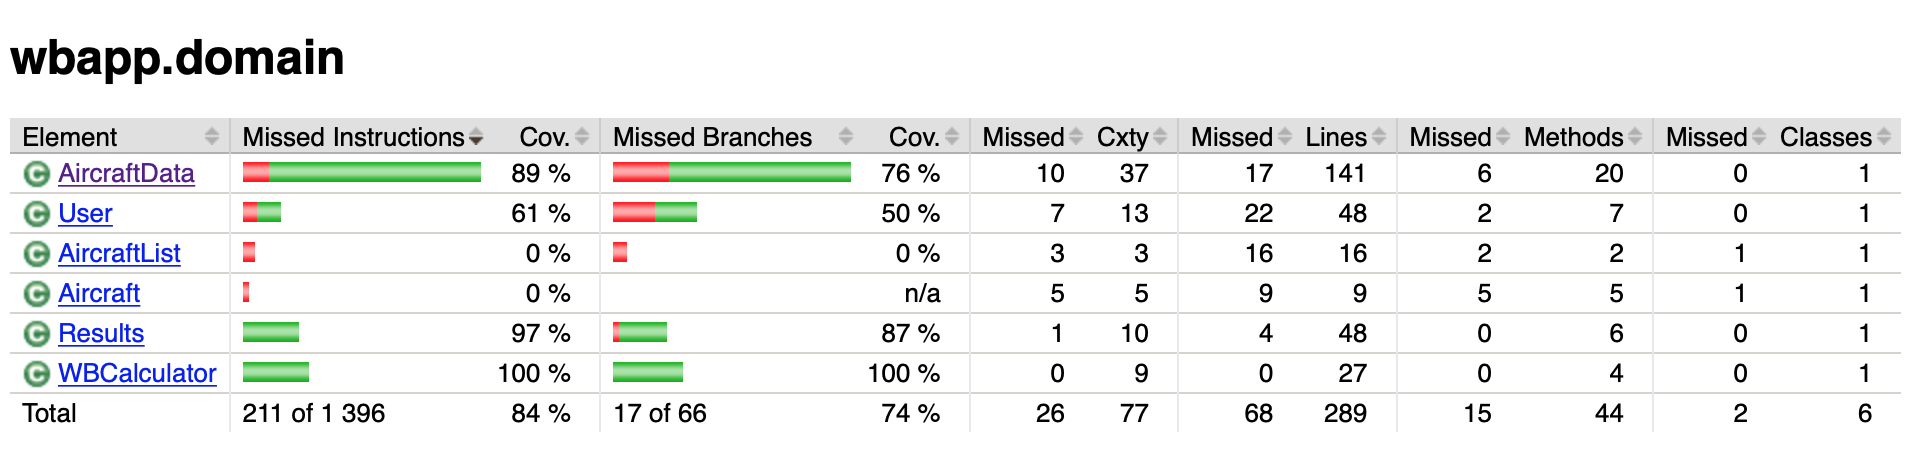 wbapp.domain
Element Missed Instructions Cov. Missed Branches Cov. Missed Cxty Missed Lines Missed Methods Missed Classes
C AircraftData 89 % 76 % 10 37 17 141 6 20 0 1
C User 61 % 50 % 7 13 22 48 2 7 0 1
C AircraftList 0 % 0 % 3 3 16 16 2 2 1 1
C Aircraft 0 % n/a 5 5 9 9 5 5 1 1
C Results 97 % 87 % 1 10 4 48 0 6 0 1
C WBCalculator 100 % 100 % 0 9 0 27 0 4 0 1
Total 211 of 1 396 84 % 17 of 66 74 % 26 77 68 289 15 44 2 6